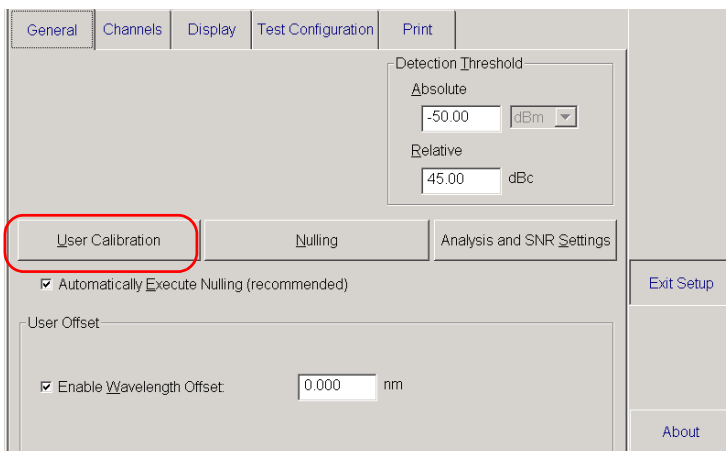 General Channels Display Test Configuration Print
Detection Threshold
Absolute
-50.00 dBm
Relative
45.00 dBc
User Calibration Nulling Analysis and SNR Settings
Automatically Execute Nulling (recommended)
Exit Setup
User Offset
Enable Wavelength Offset: 0.000 nm
About